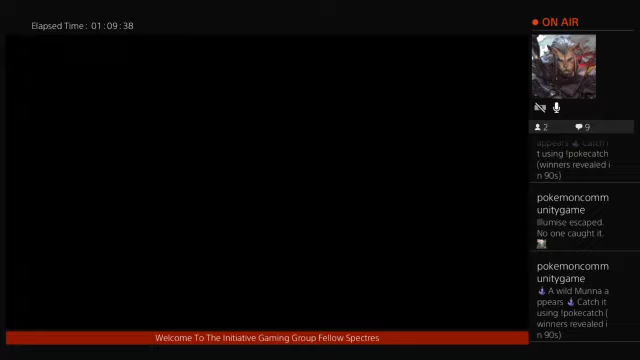 Elapsed Time : 01:09:38
ON AIR
2 9
appears Catch i
t using !pokecatch
(winners revealed i
n 90s)
pokemoncomm
unitygame
Illumise escaped.
No one caught it.
pokemoncomm
unitygame
A wild Munna a
ppears Catch it
using !pokecatch (
winners revealed i
n 90s)
Welcome To The Initiative Gaming Group Fellow Spectres